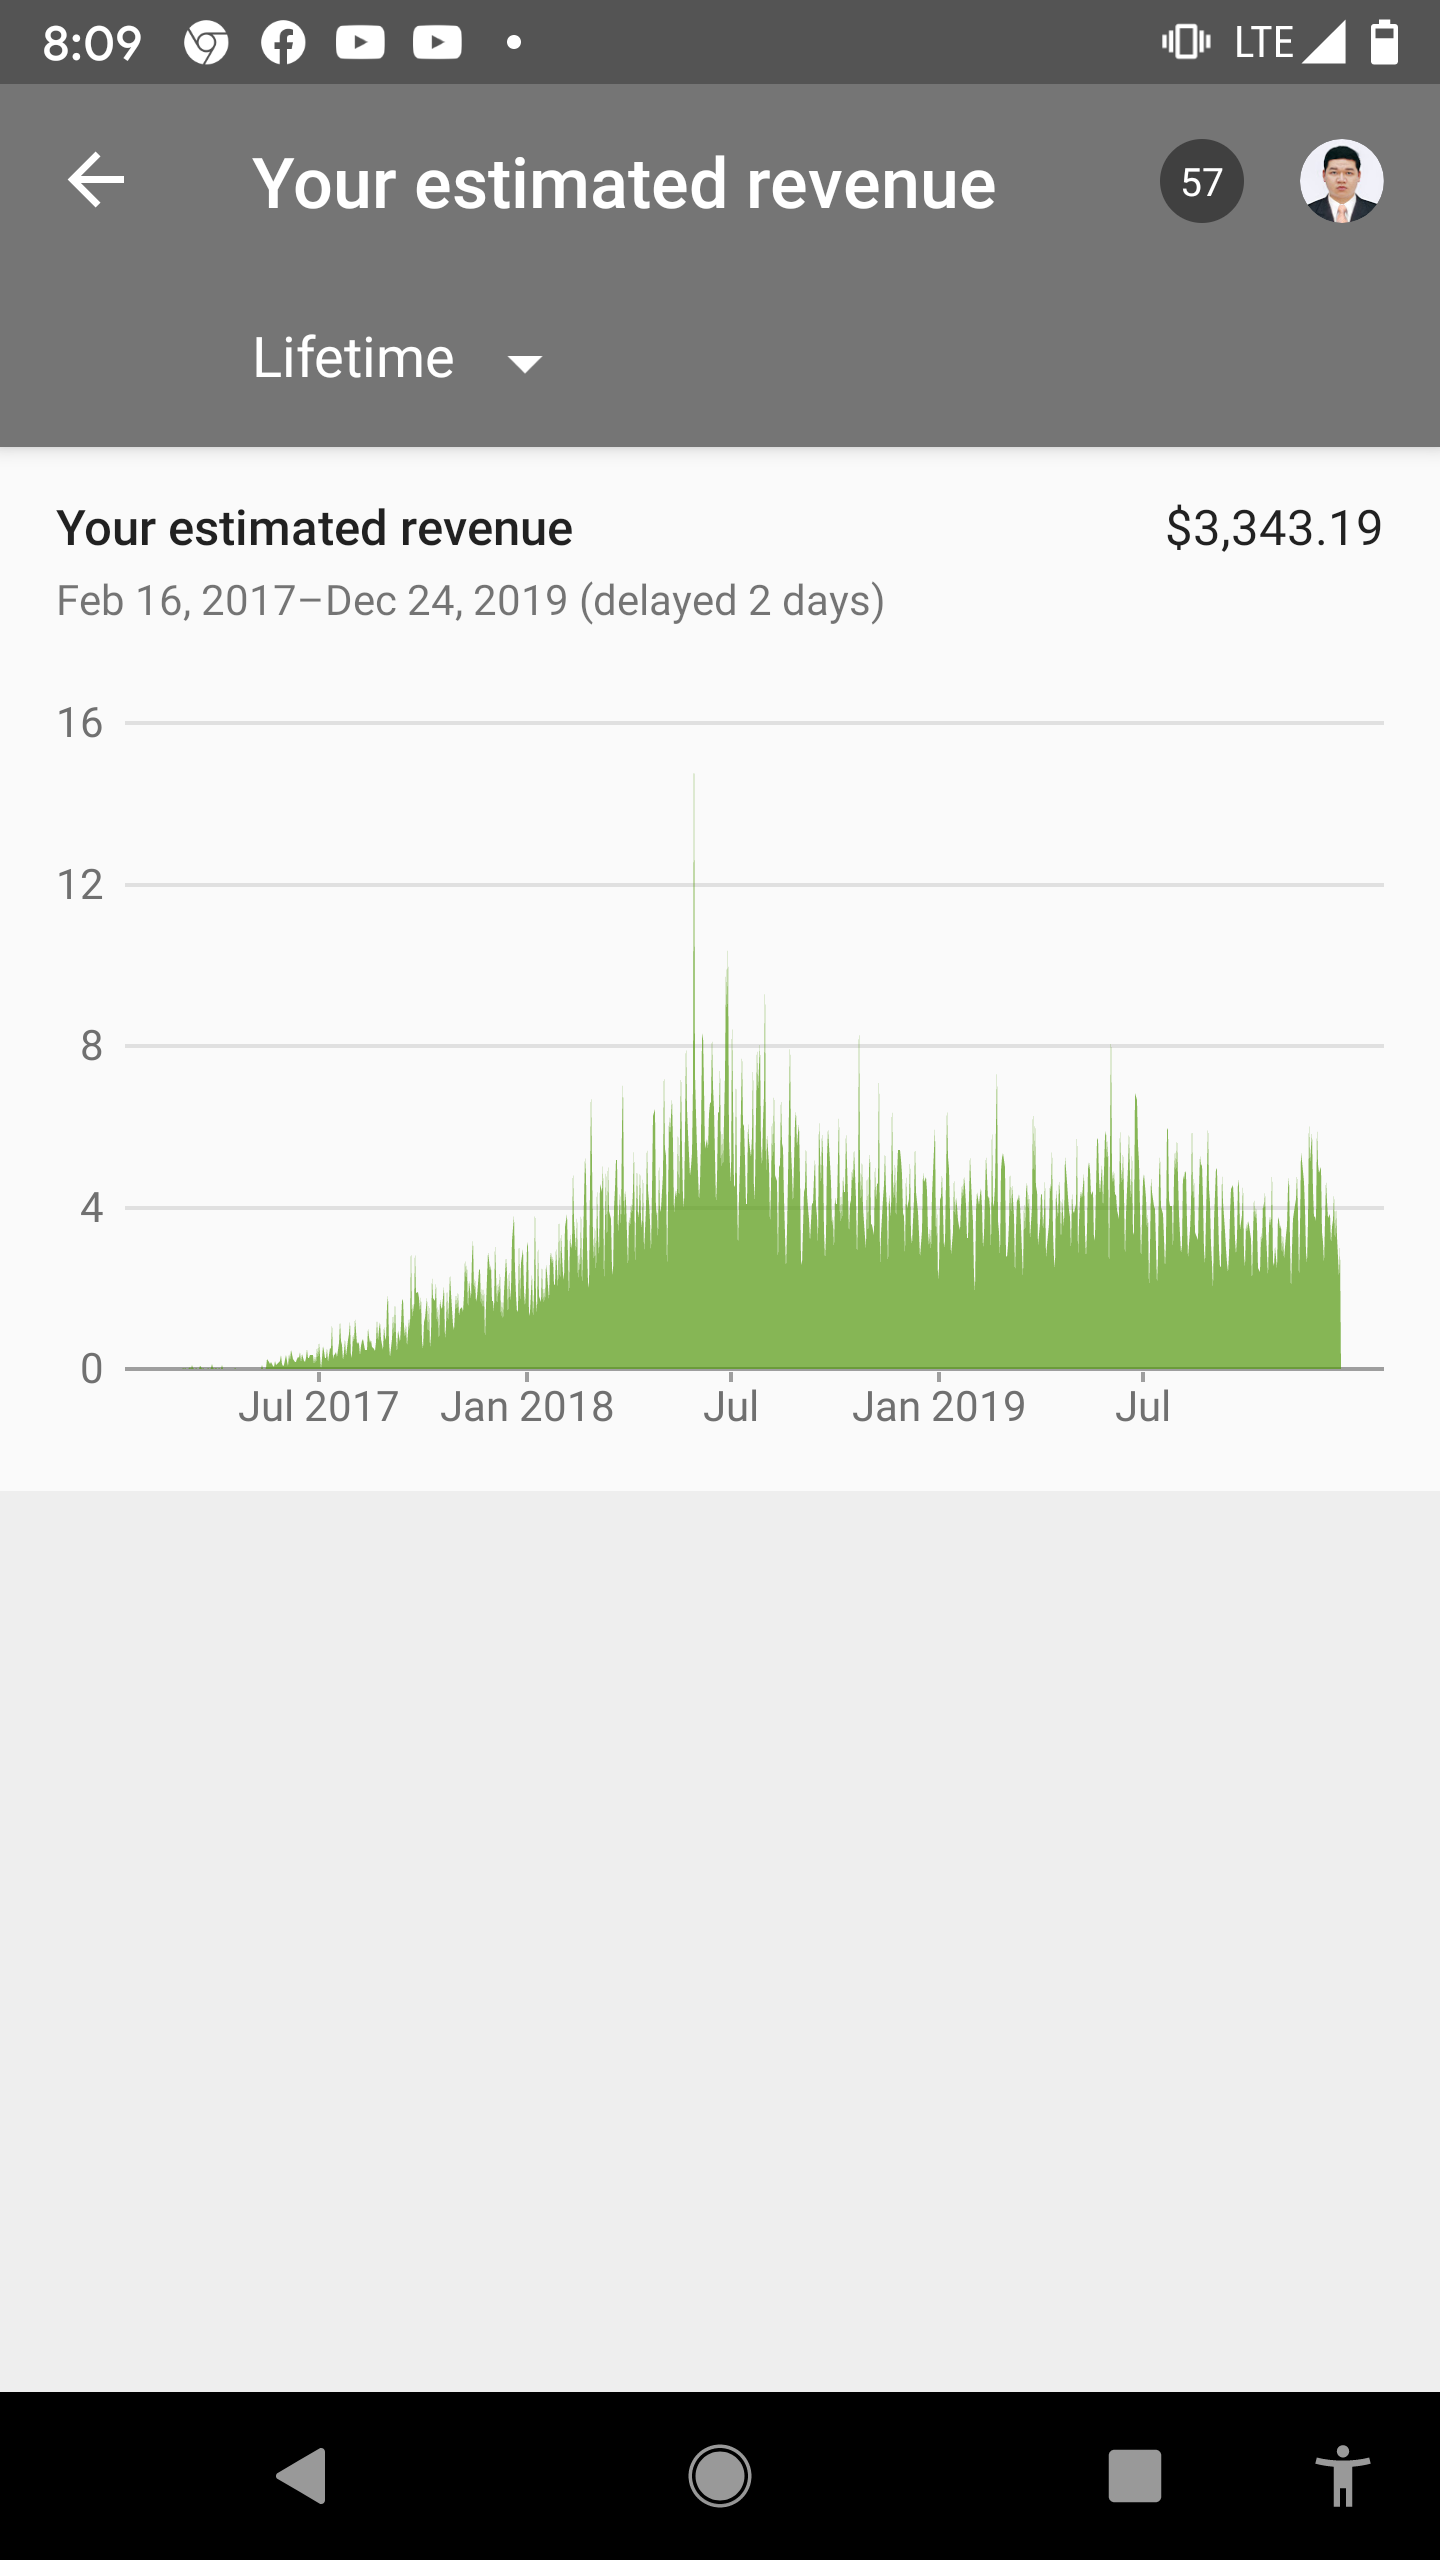 8:09 LTE
Your estimated revenue 57
Lifetime
Your estimated revenue $3,343.19
Feb 16, 2017–Dec 24, 2019 (delayed 2 days)
16
12
8
4
0
Jul 2017 Jan 2018 Jul Jan 2019 Jul